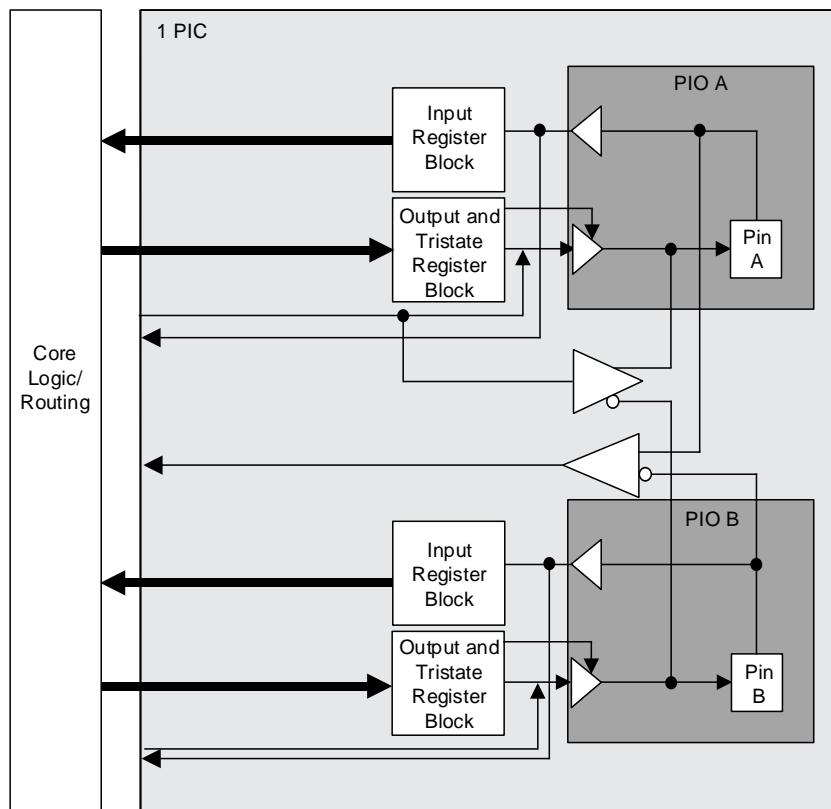 1 PIC
PIO A
Input
Register
Block
Output and
Tristate
Register
Block
Pin
A
Core
Logic/
Routing
PIO B
Input
Register
Block
Output and
Tristate
Register
Block
Pin
B